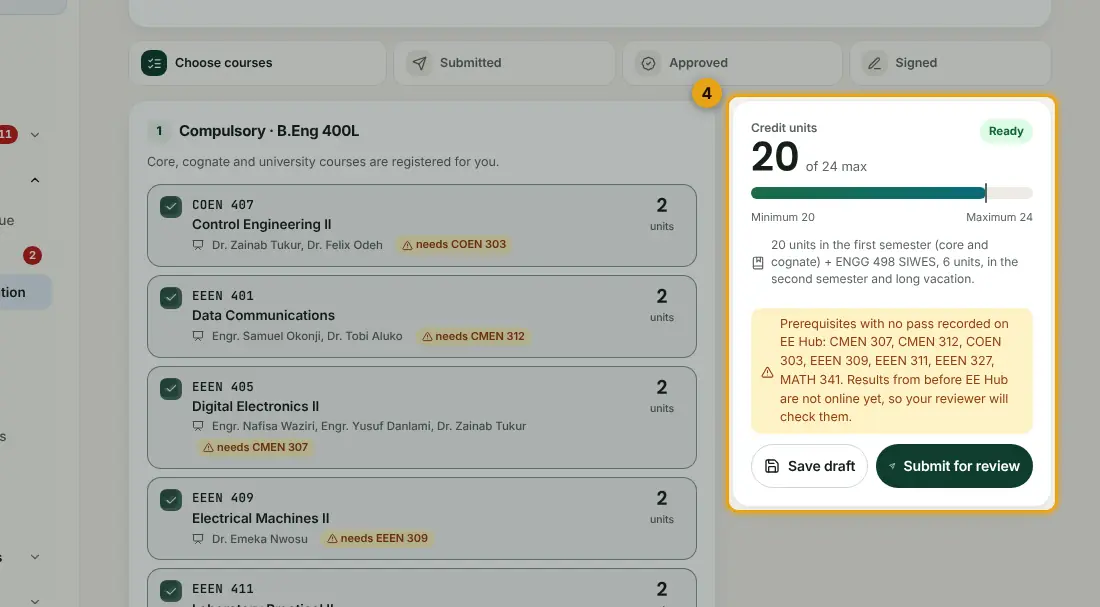 Choose courses
Submitted
Approved
Signed
11
ue
2
tion
s
s
1 Compulsory · B.Eng 400L
Core, cognate and university courses are registered for you.
COEN 407
Control Engineering II
Dr. Zainab Tukur, Dr. Felix Odeh needs COEN 303
2
units
EEEN 401
Data Communications
Engr. Samuel Okonji, Dr. Tobi Aluko needs CMEN 312
2
units
EEEN 405
Digital Electronics II
Engr. Nafisa Waziri, Engr. Yusuf Danlami, Dr. Zainab Tukur
needs CMEN 307
2
units
EEEN 409
Electrical Machines II
Dr. Emeka Nwosu needs EEEN 309
2
units
EEEN 411
Laboratory Practical II
2
4
Credit units
Ready
20 of 24 max
Minimum 20
Maximum 24
20 units in the first semester (core and
cognate) + ENGG 498 SIWES, 6 units, in the
second semester and long vacation.
Prerequisites with no pass recorded on
EE Hub: CMEN 307, CMEN 312, COEN
303, EEEN 309, EEEN 311, EEEN 327,
MATH 341. Results from before EE Hub
are not online yet, so your reviewer will
check them.
Save draft
Submit for review